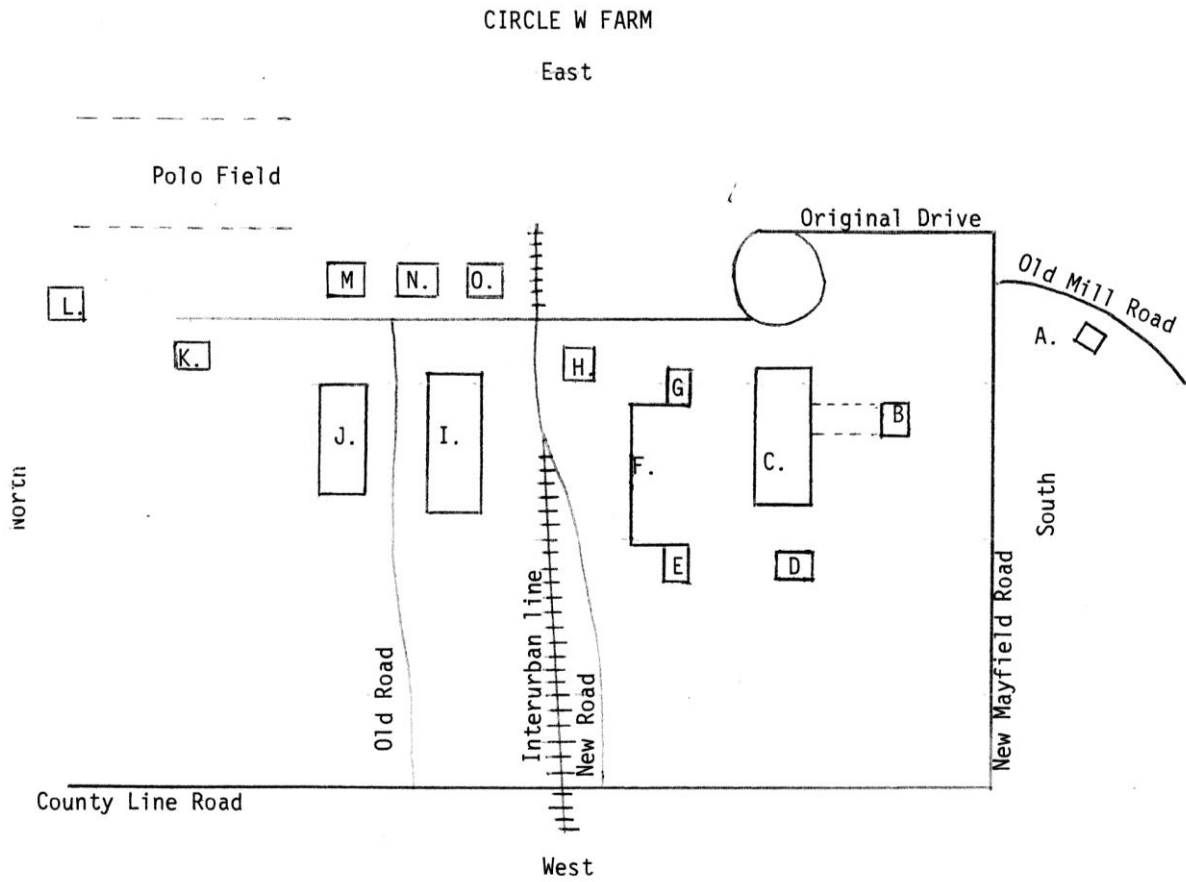 CIRCLE W FARM
East
Polo Field
Original Drive
Old Mill Road
M
N.
O.
L.
A.
K.
H.
G
B
J.
I.
F.
C.
North
South
E
D
Interurban line
Old Road
New Road
New Mayfield Road
County Line Road
West